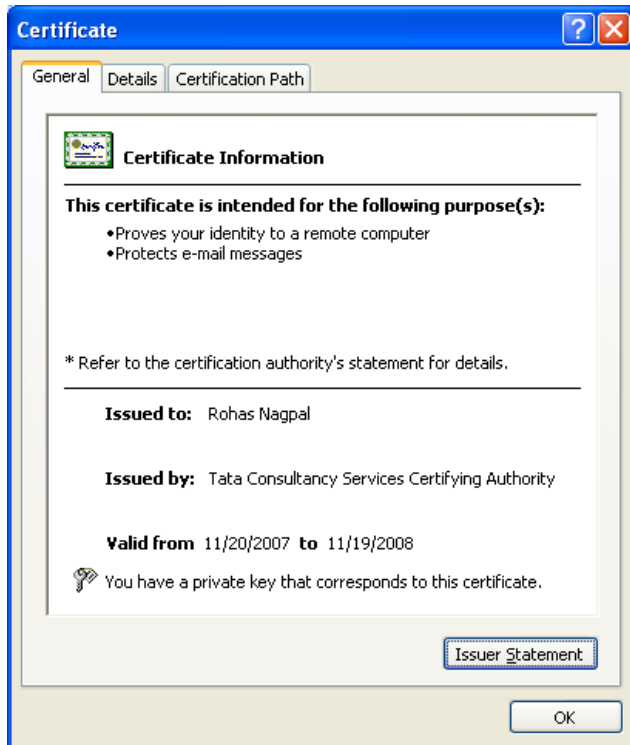 Certificate
General Details Certification Path
Certificate Information
This certificate is intended for the following purpose(s):
•Proves your identity to a remote computer
•Protects e-mail messages
* Refer to the certification authority's statement for details.
Issued to: Rohas Nagpal
Issued by: Tata Consultancy Services Certifying Authority
Valid from 11/20/2007 to 11/19/2008
You have a private key that corresponds to this certificate.
Issuer Statement
OK